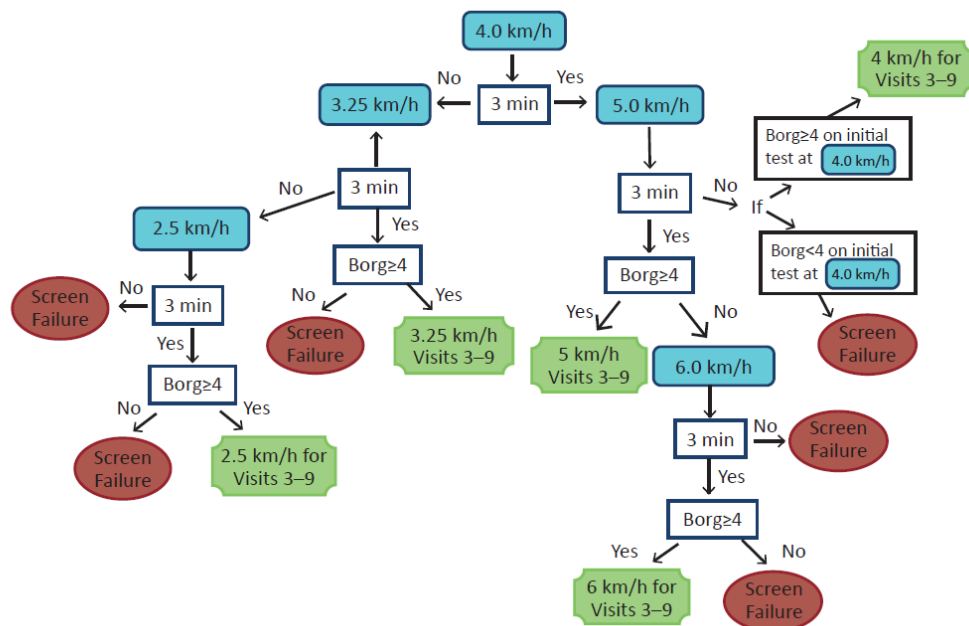 4.0 km/h
No
Yes
3 min
3.25 km/h
5.0 km/h
4 km/h for
Visits 3–9
Borg≥4 on initial
test at 4.0 km/h
No
3 min
3 min
No
If
2.5 km/h
Yes
Yes
Borg<4 on initial
test at 4.0 km/h
Borg≥4
Borg≥4
Screen
Failure
No
3 min
No
Yes
Yes
No
Screen
Failure
3.25 km/h
Visits 3–9
5 km/h
Visits 3–9
6.0 km/h
Screen
Failure
Yes
Borg≥4
No
Yes
3 min
No
Screen
Failure
Screen
Failure
2.5 km/h for
Visits 3–9
Yes
Borg≥4
Yes
No
6 km/h for
Visits 3–9
Screen
Failure